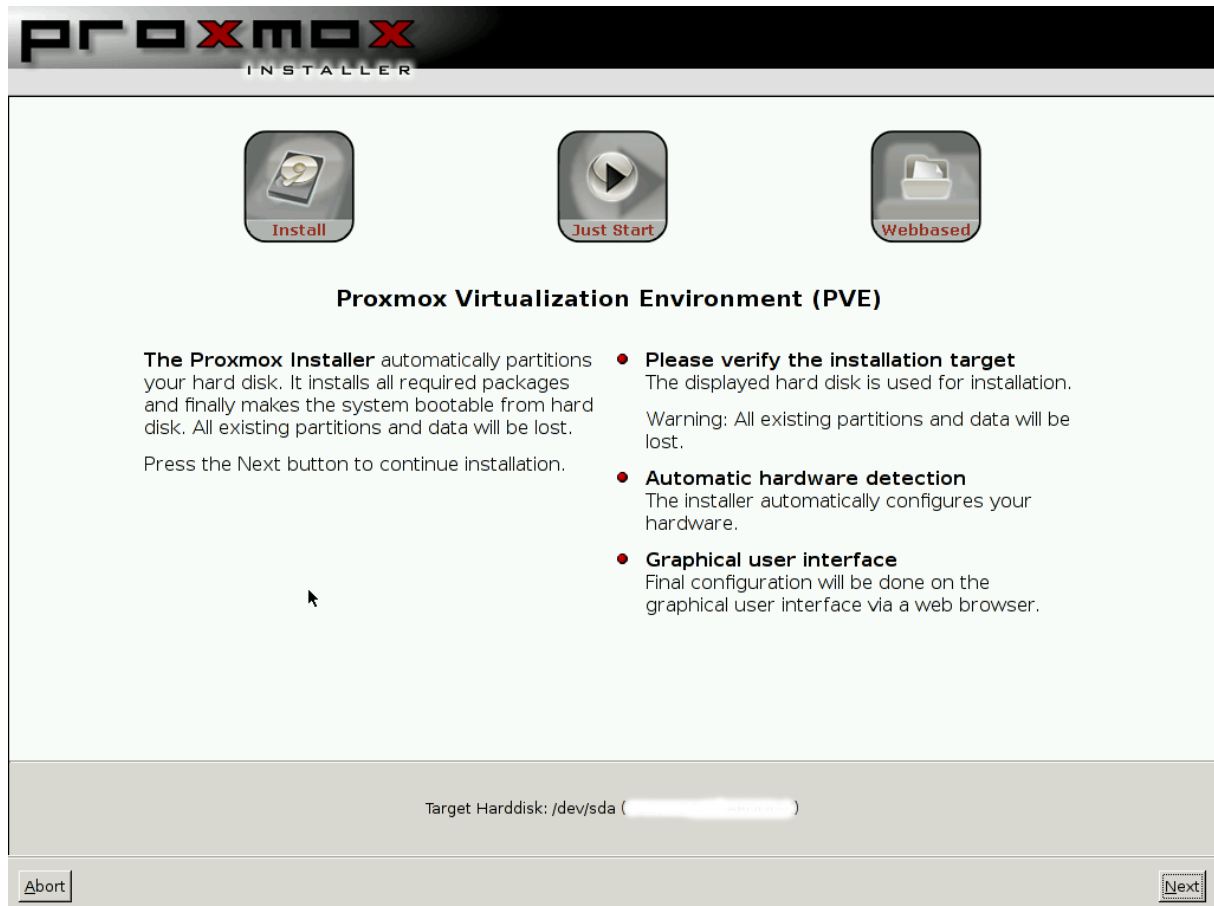 proxmox
INSTALLER
Install
Just Start
Webbased
Proxmox Virtualization Environment (PVE)
The Proxmox Installer automatically partitions
your hard disk. It installs all required packages
and finally makes the system bootable from hard
disk. All existing partitions and data will be lost.
Press the Next button to continue installation.
Please verify the installation target
The displayed hard disk is used for installation.
Warning: All existing partitions and data will be
lost.
Automatic hardware detection
The installer automatically configures your
hardware.
Graphical user interface
Final configuration will be done on the
graphical user interface via a web browser.
Target Harddisk: /dev/sda ( )
Abort
Next